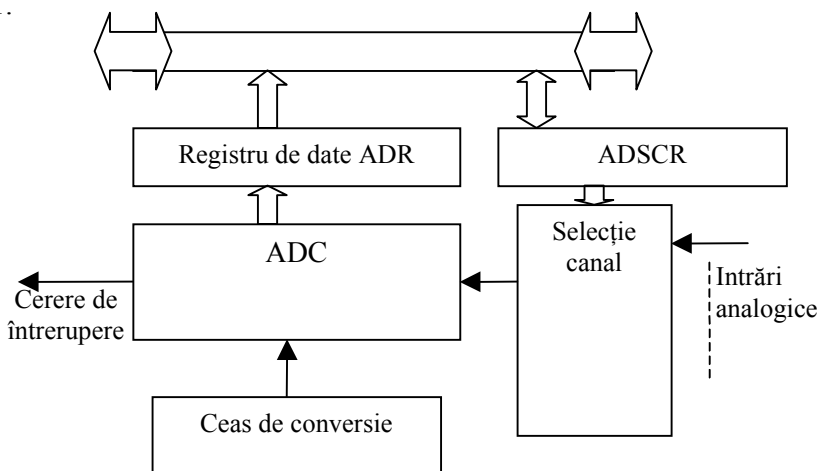 Registru de date ADR
ADSCR
ADC
Selecție
canal
Cerere de
întrerupere
Intrări
analogice
Ceas de conversie